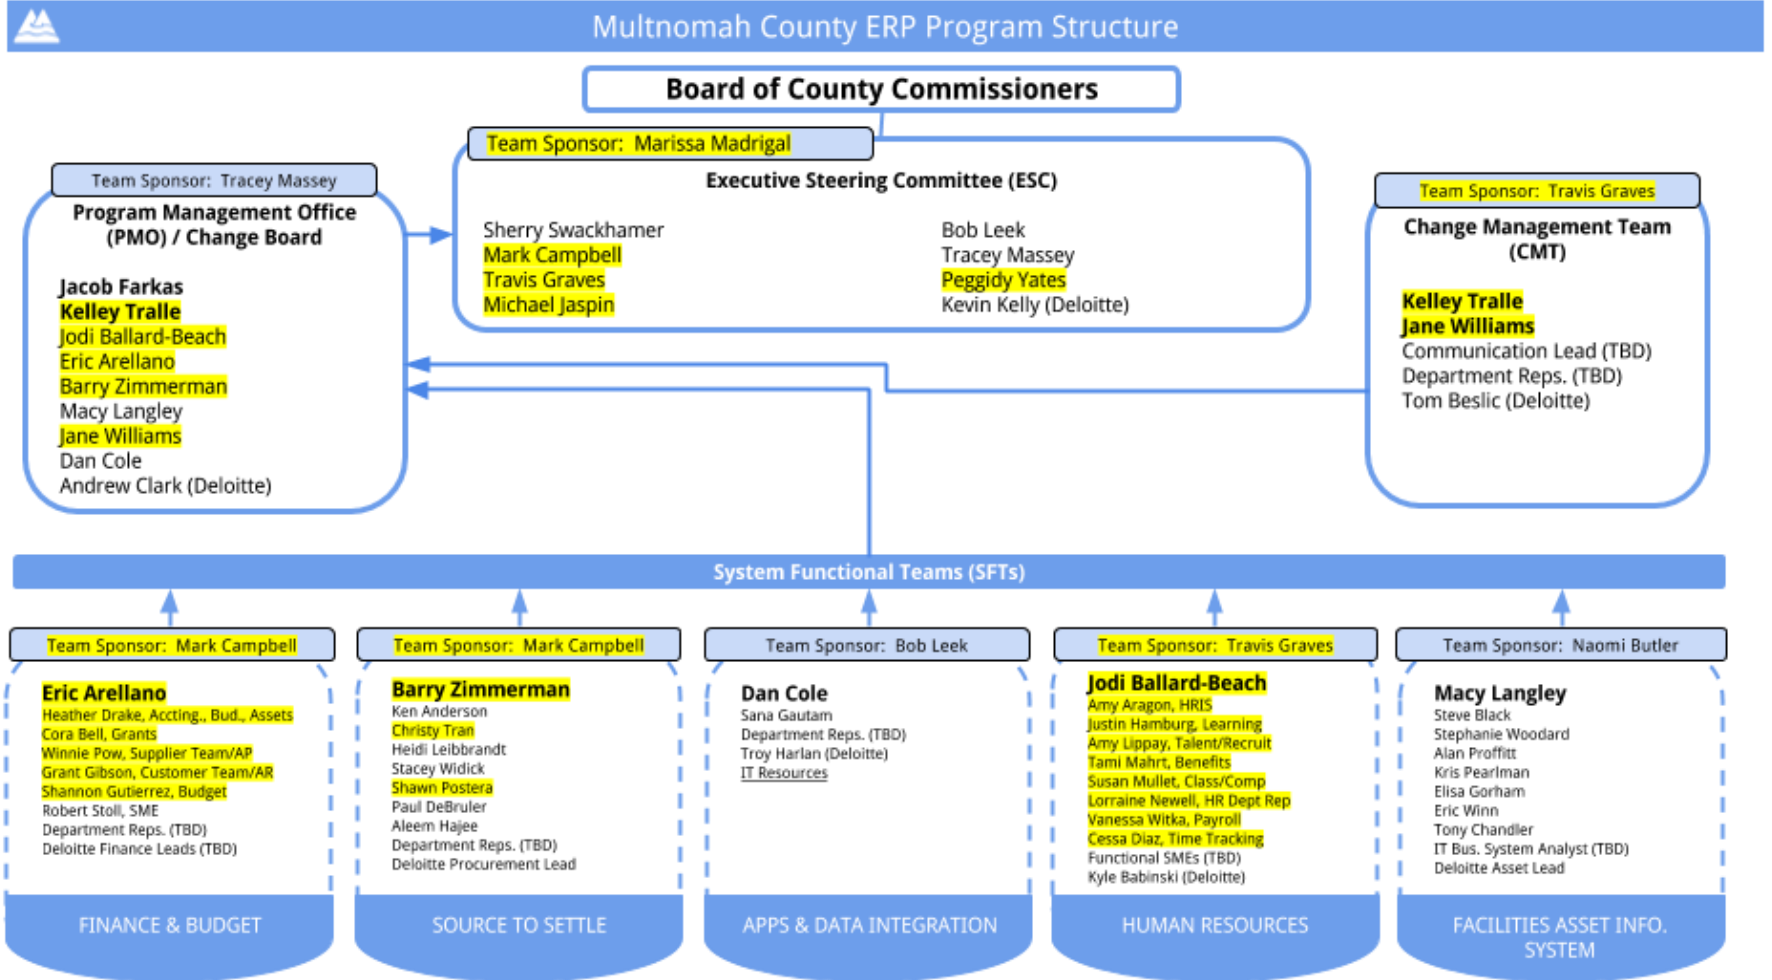 Multnomah County ERP Program Structure
Board of County Commissioners
Team Sponsor: Marissa Madrigal
Executive Steering Committee (ESC)
Sherry Swackhamer
Mark Campbell
Travis Graves
Michael Jaspin
Bob Leek
Tracey Massey
Peggidy Yates
Kevin Kelly (Deloitte)
Team Sponsor: Tracey Massey
Program Management Office
(PMO) / Change Board
Jacob Farkas
Kelley Tralle
Jodi Ballard-Beach
Eric Arellano
Barry Zimmerman
Macy Langley
Jane Williams
Dan Cole
Andrew Clark (Deloitte)
Team Sponsor: Travis Graves
Change Management Team
(CMT)
Kelley Tralle
Jane Williams
Communication Lead (TBD)
Department Reps. (TBD)
Tom Beslic (Deloitte)
System Functional Teams (SFTs)
Team Sponsor: Mark Campbell
Eric Arellano
Heather Drake, Accting., Bud., Assets
Cora Bell, Grants
Winnie Pow, Supplier Team/AP
Grant Gibson, Customer Team/AR
Shannon Gutierrez, Budget
Robert Stoll, SME
Department Reps. (TBD)
Deloitte Finance Leads (TBD)
FINANCE & BUDGET
Team Sponsor: Mark Campbell
Barry Zimmerman
Ken Anderson
Christy Tran
Heidi Leibbrandt
Stacey Widick
Shawn Postera
Paul DeBruler
Aleem Hajee
Department Reps. (TBD)
Deloitte Procurement Lead
SOURCE TO SETTLE
Team Sponsor: Bob Leek
Dan Cole
Sana Gautam
Department Reps. (TBD)
Troy Harlan (Deloitte)
IT Resources
APPS & DATA INTEGRATION
Team Sponsor: Travis Graves
Jodi Ballard-Beach
Amy Aragon, HRIS
Justin Hamburg, Learning
Amy Lippay, Talent/Recruit
Tami Mahrt, Benefits
Susan Mullet, Class/Comp
Lorraine Newell, HR Dept Rep
Vanessa Witka, Payroll
Cessa Diaz, Time Tracking
Functional SMEs (TBD)
Kyle Babinski (Deloitte)
HUMAN RESOURCES
Team Sponsor: Naomi Butler
Macy Langley
Steve Black
Stephanie Woodard
Alan Proffitt
Kris Pearlman
Elisa Gorham
Eric Winn
Tony Chandler
IT Bus. System Analyst (TBD)
Deloitte Asset Lead
FACILITIES ASSET INFO.
SYSTEM